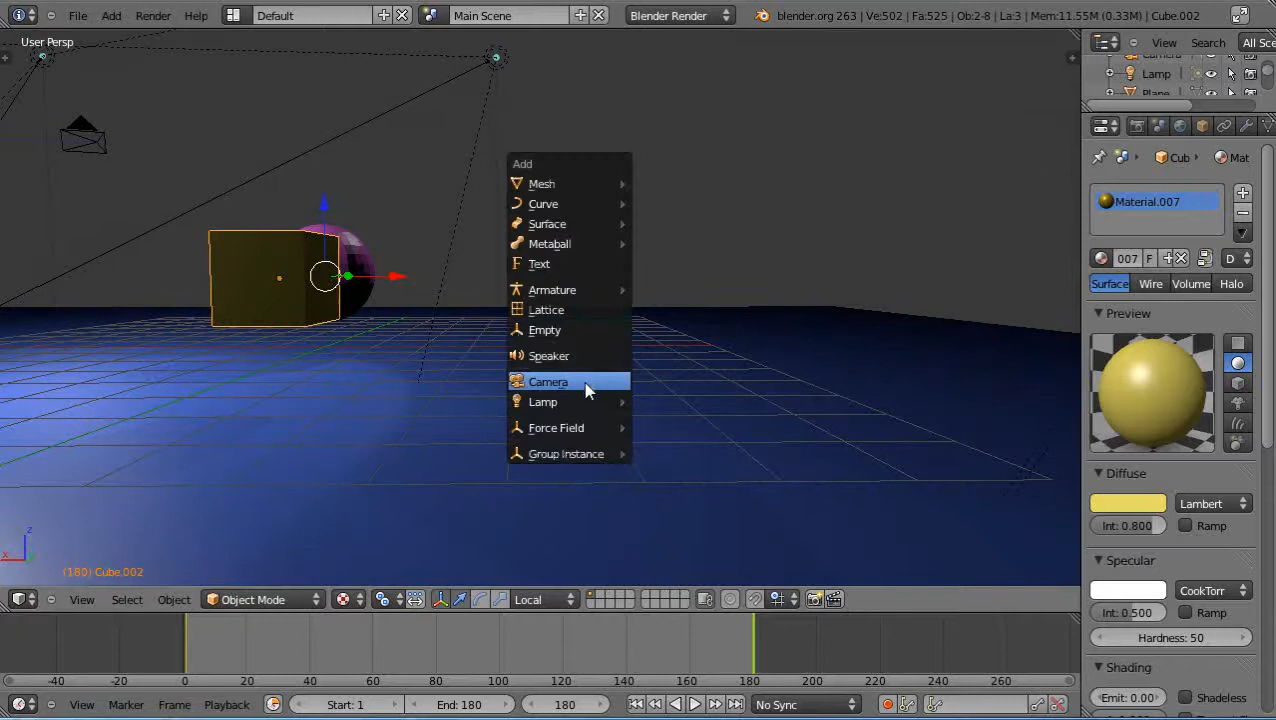 File Add Render Help Default Main Scene Blender Render blender.org 263 | Ve:502 | Fa:525 | Ob:2-8 | La:3 | Mem:11.55M (0.33M) | Cube.002
User Persp
View Search All Sce
Camera
Lamp
Plane
Cub Mat
Material.007
007 F D
Surface Wire Volume Halo
Preview
Diffuse
Lambert
Int: 0.800 Ramp
Specular
CookTorr
Int: 0.500 Ramp
Hardness: 50
Shading
Emit: 0.00 Shadeless
Add
Mesh
Curve
Surface
Metaball
Text
Armature
Lattice
Empty
Speaker
Camera
Lamp
Force Field
Group Instance
z
x y
(180) Cube.002
View Select Object Object Mode Local
-40 -20 0 20 40 60 80 100 120 140 160 180 200 220 240 260
View Marker Frame Playback Start: 1 End: 180 180 No Sync